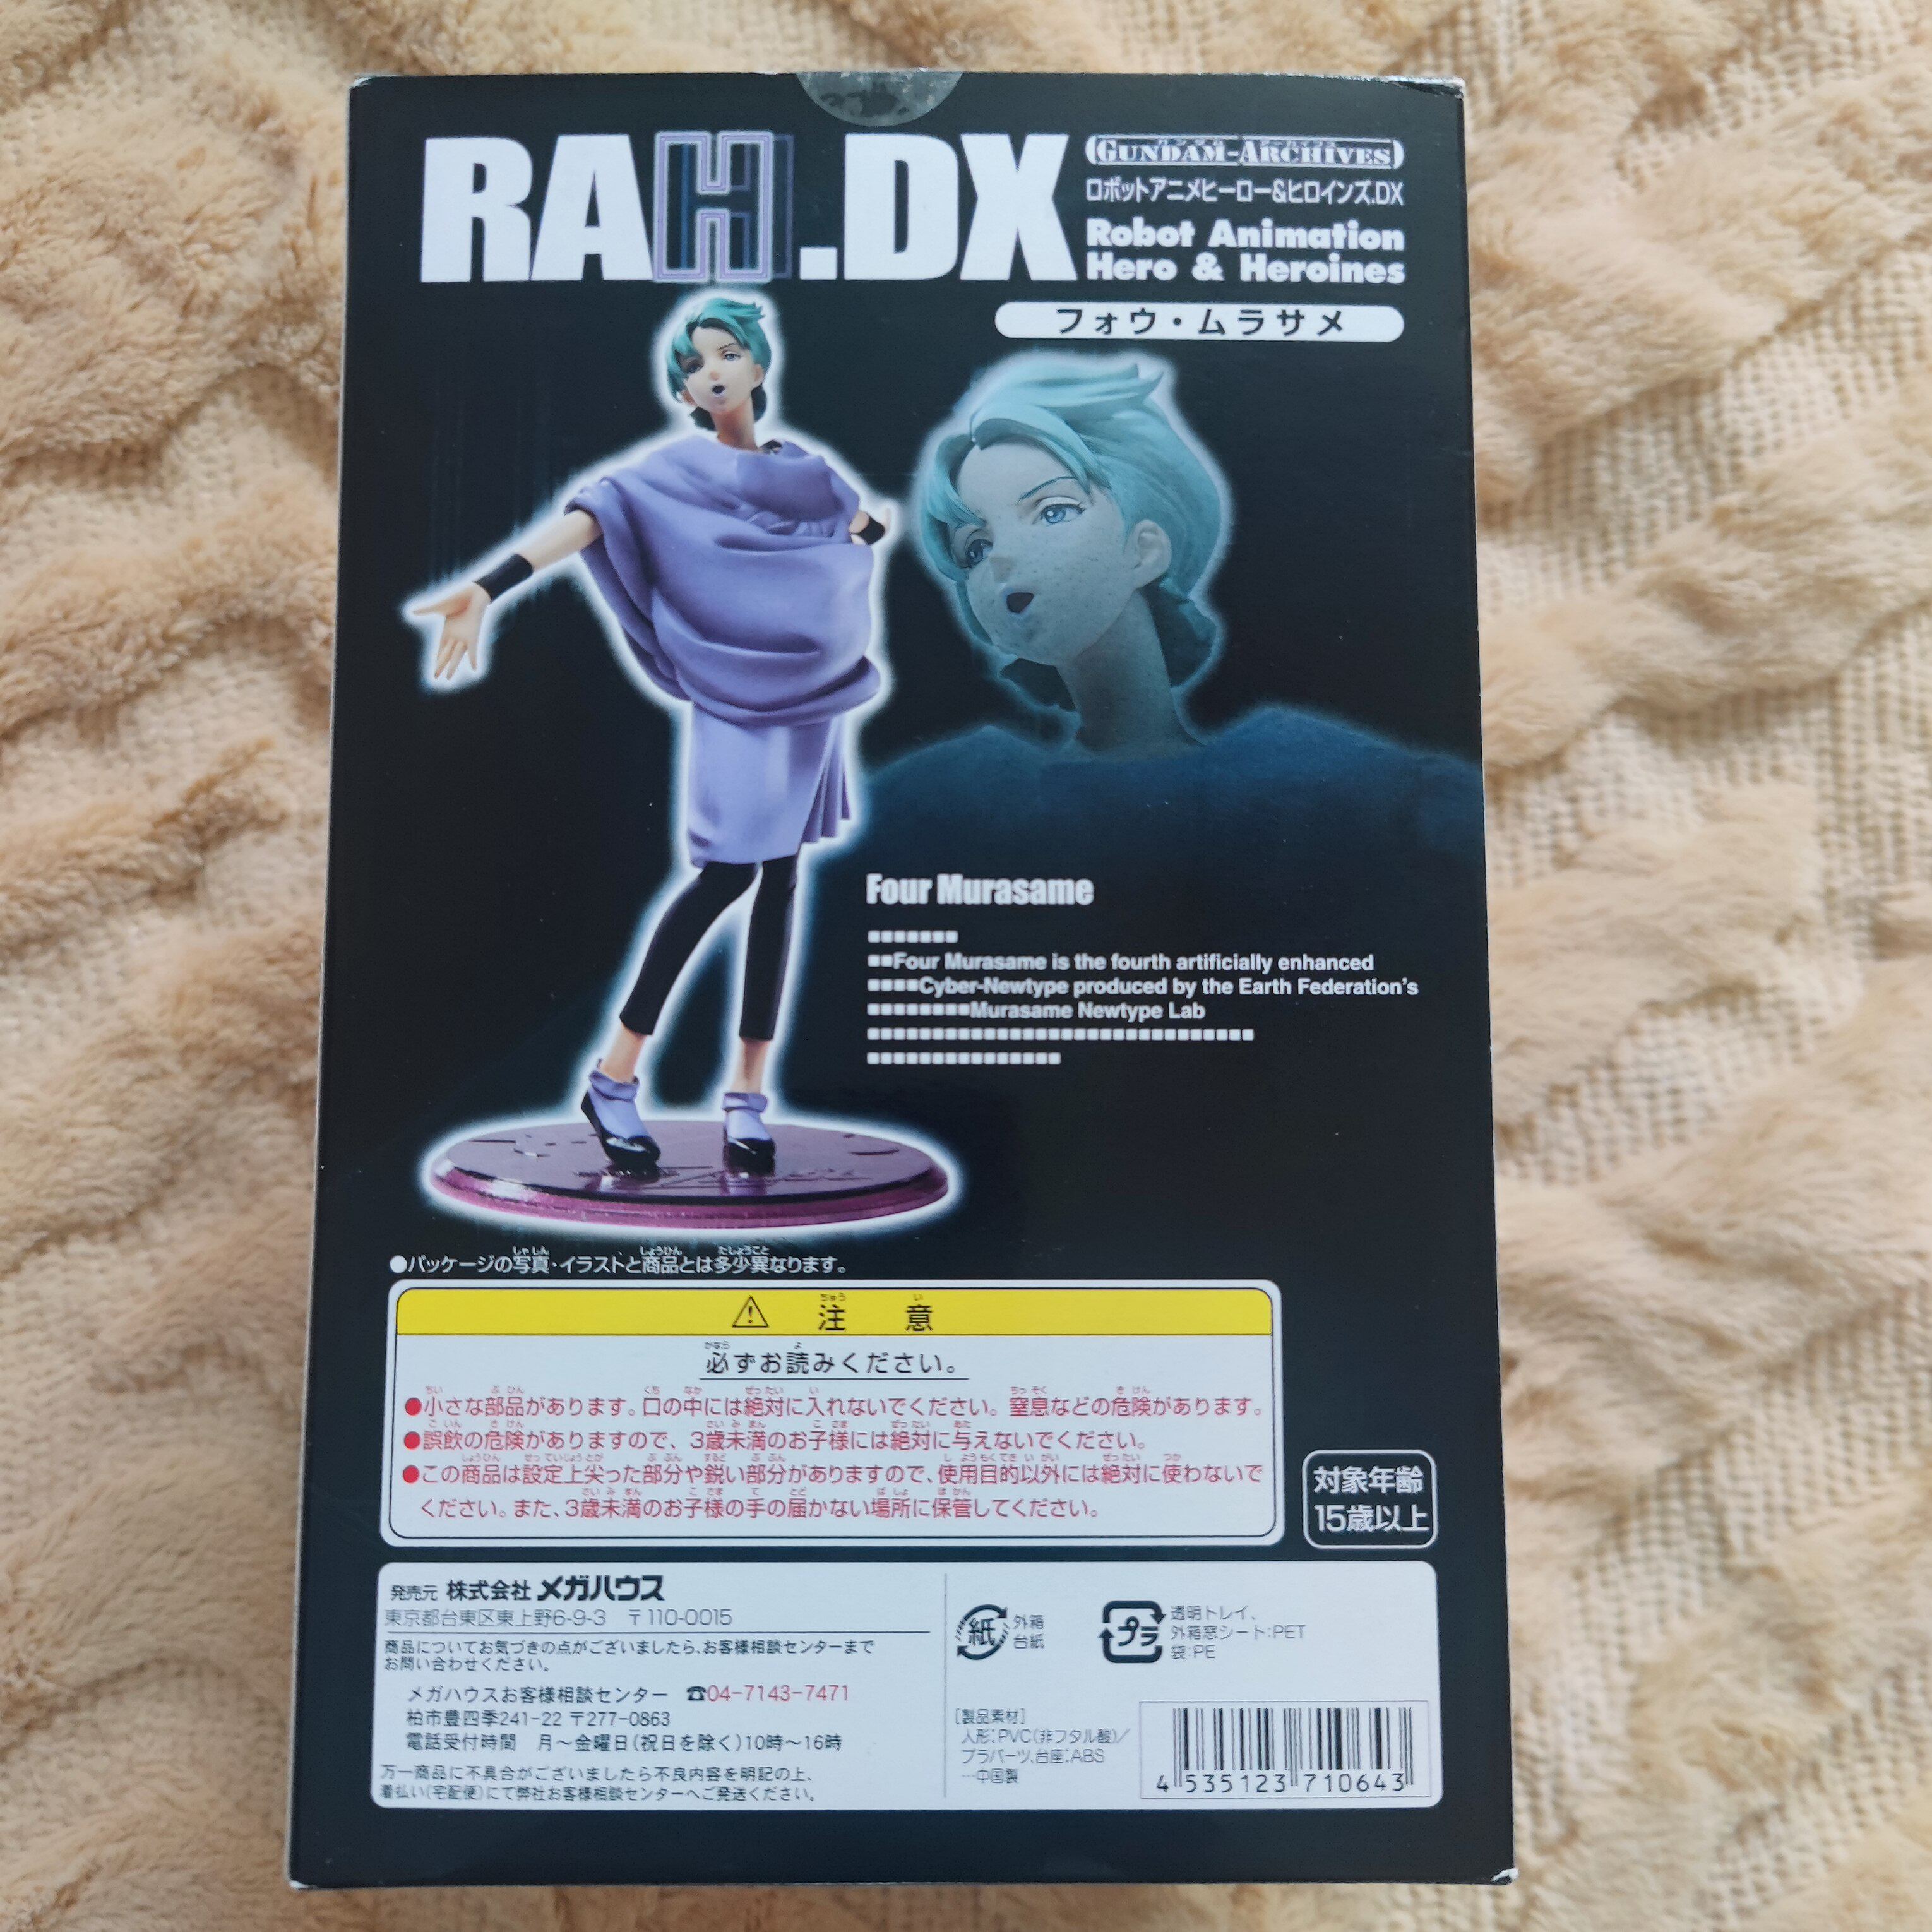 RAH.DX
GUNDAM-ARCHIVES
ロボットアニメヒーロー&ヒロインズ.DX
Robot Animation
Hero & Heroines
フォウ・ムラサメ
Four Murasame
Four Murasame is the fourth artificially enhanced
Cyber-Newtype produced by the Earth Federation's
Murasame Newtype Lab
●パッケージの写真・イラストと商品とは多少異なります。
注意
必ずお読みください。
●小さな部品があります。口の中には絶対に入れないでください。窒息などの危険があります。
●誤飲の危険がありますので、3歳未満のお子様には絶対に与えないでください。
●この商品は設定上尖った部分や鋭い部分がありますので、使用目的以外には絶対に使わないで
ください。また、3歳未満のお子様の手の届かない場所に保管してください。
対象年齢
15歳以上
発売元 株式会社 メガハウス
東京都台東区東上野6-9-3 〒110-0015
商品についてお気づきの点がございましたら、お客様相談センターまで
お問い合わせください。
メガハウスお客様相談センター ☎04-7143-7471
柏市豊四季241-22 〒277-0863
電話受付時間 月〜金曜日(祝日を除く)10時〜16時
万一商品に不具合がございましたら不良内容を明記の上、
着払い(宅配便)にて弊社お客様相談センターへご発送ください。
紙
外箱
台紙
プラ
透明トレイ、
外箱窓シート:PET
袋:PE
[製品素材]
人形:PVC(非フタル酸)/
プラパーツ、台座:ABS
…中国製
4 535123 710643